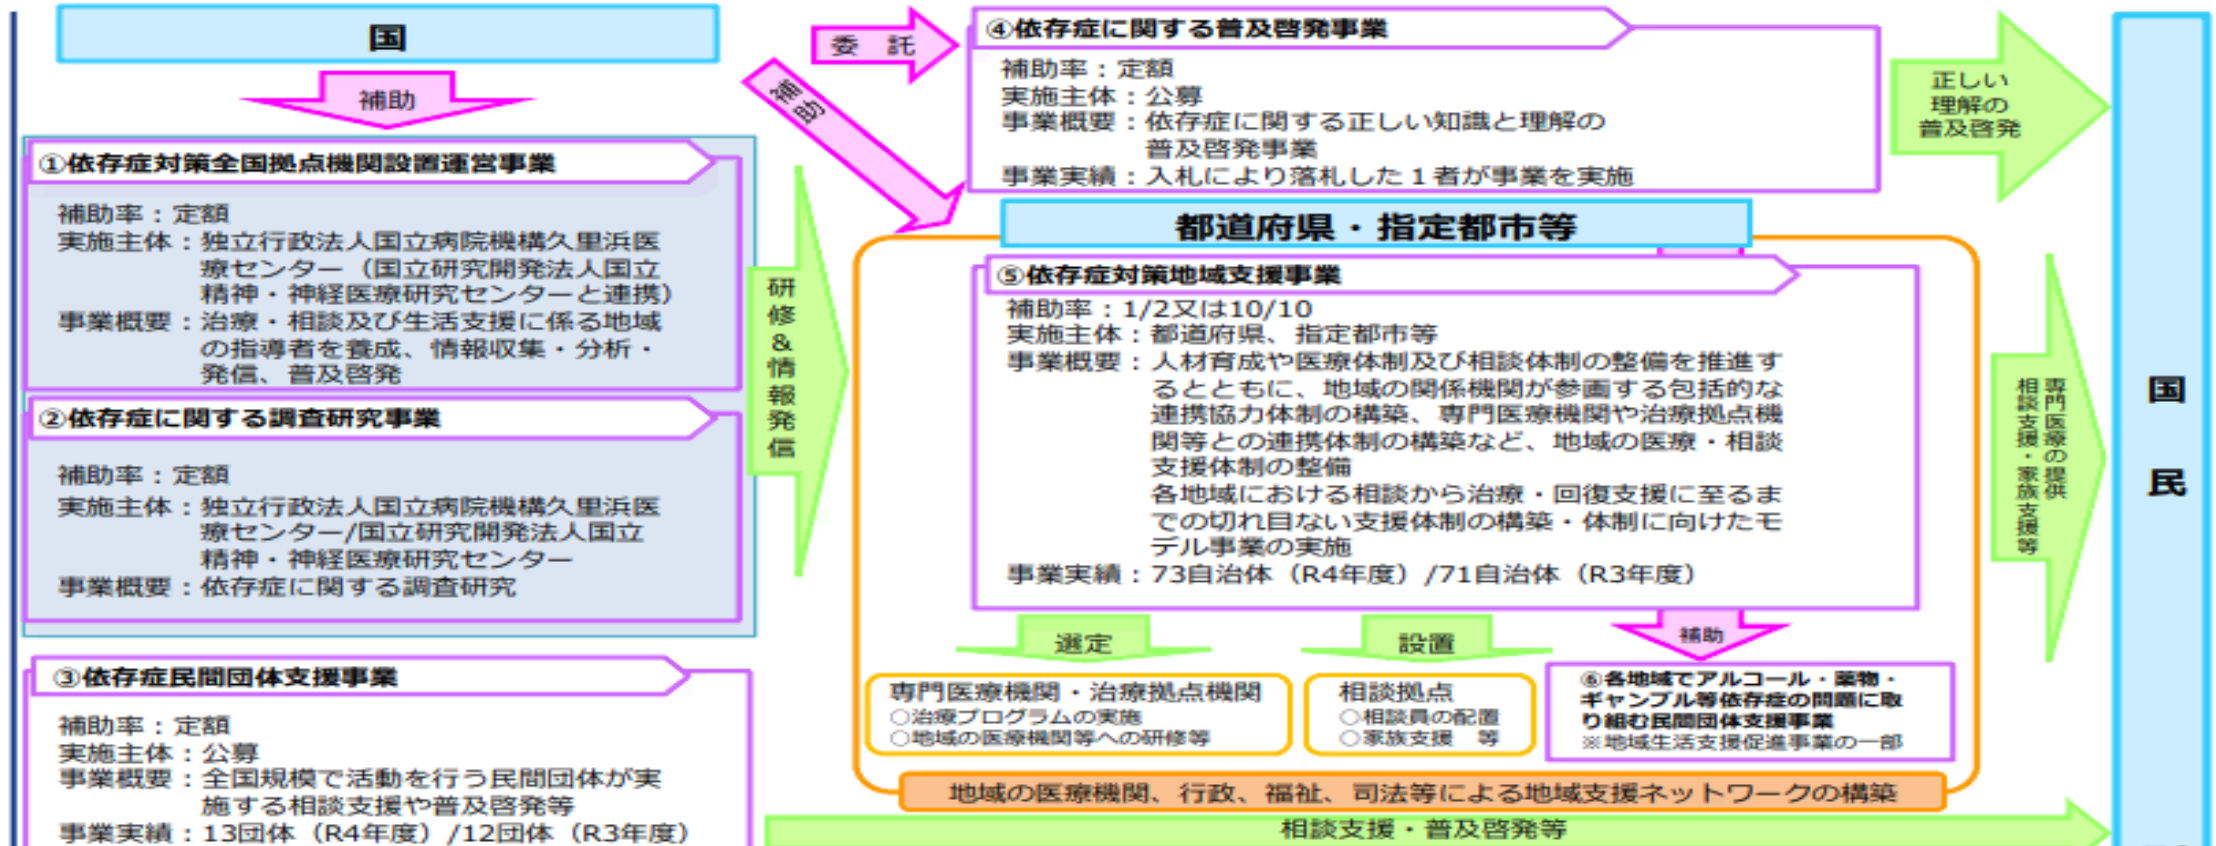 国
補助
①依存症対策全国拠点機関設置運営事業
補助率：定額
実施主体：独立行政法人国立病院機構久里浜医
療センター（国立研究開発法人国立
精神・神経医療研究センターと連携）
事業概要：治療・相談及び生活支援に係る地域
の指導者を養成、情報収集・分析・
発信、普及啓発
②依存症に関する調査研究事業
補助率：定額
実施主体：独立行政法人国立病院機構久里浜医
療センター/国立研究開発法人国立
精神・神経医療研究センター
事業概要：依存症に関する調査研究
③依存症民間団体支援事業
補助率：定額
実施主体：公募
事業概要：全国規模で活動を行う民間団体が実
施する相談支援や普及啓発等
事業実績：13団体（R4年度）/12団体（R3年度）
研修&情報発信
委　託
補助
④依存症に関する普及啓発事業
補助率：定額
実施主体：公募
事業概要：依存症に関する正しい知識と理解の
普及啓発事業
事業実績：入札により落札した１者が事業を実施
正しい
理解の
普及啓発
都道府県・指定都市等
⑤依存症対策地域支援事業
補助率：1/2又は10/10
実施主体：都道府県、指定都市等
事業概要：人材育成や医療体制及び相談体制の整備を推進す
るとともに、地域の関係機関が参画する包括的な
連携協力体制の構築、専門医療機関や治療拠点機
関等との連携体制の構築など、地域の医療・相談
支援体制の整備
各地域における相談から治療・回復支援に至るま
での切れ目ない支援体制の構築・体制に向けたモ
デル事業の実施
事業実績：73自治体（R4年度）/71自治体（R3年度）
選定
設置
補助
専門医療機関・治療拠点機関
○治療プログラムの実施
○地域の医療機関等への研修等
相談拠点
○相談員の配置
○家族支援　等
⑥各地域でアルコール・薬物・
ギャンブル等依存症の問題に取
り組む民間団体支援事業
※地域生活支援促進事業の一部
地域の医療機関、行政、福祉、司法等による地域支援ネットワークの構築
相談支援・普及啓発等
専門医療の提供
相談支援・家族支援等
国民